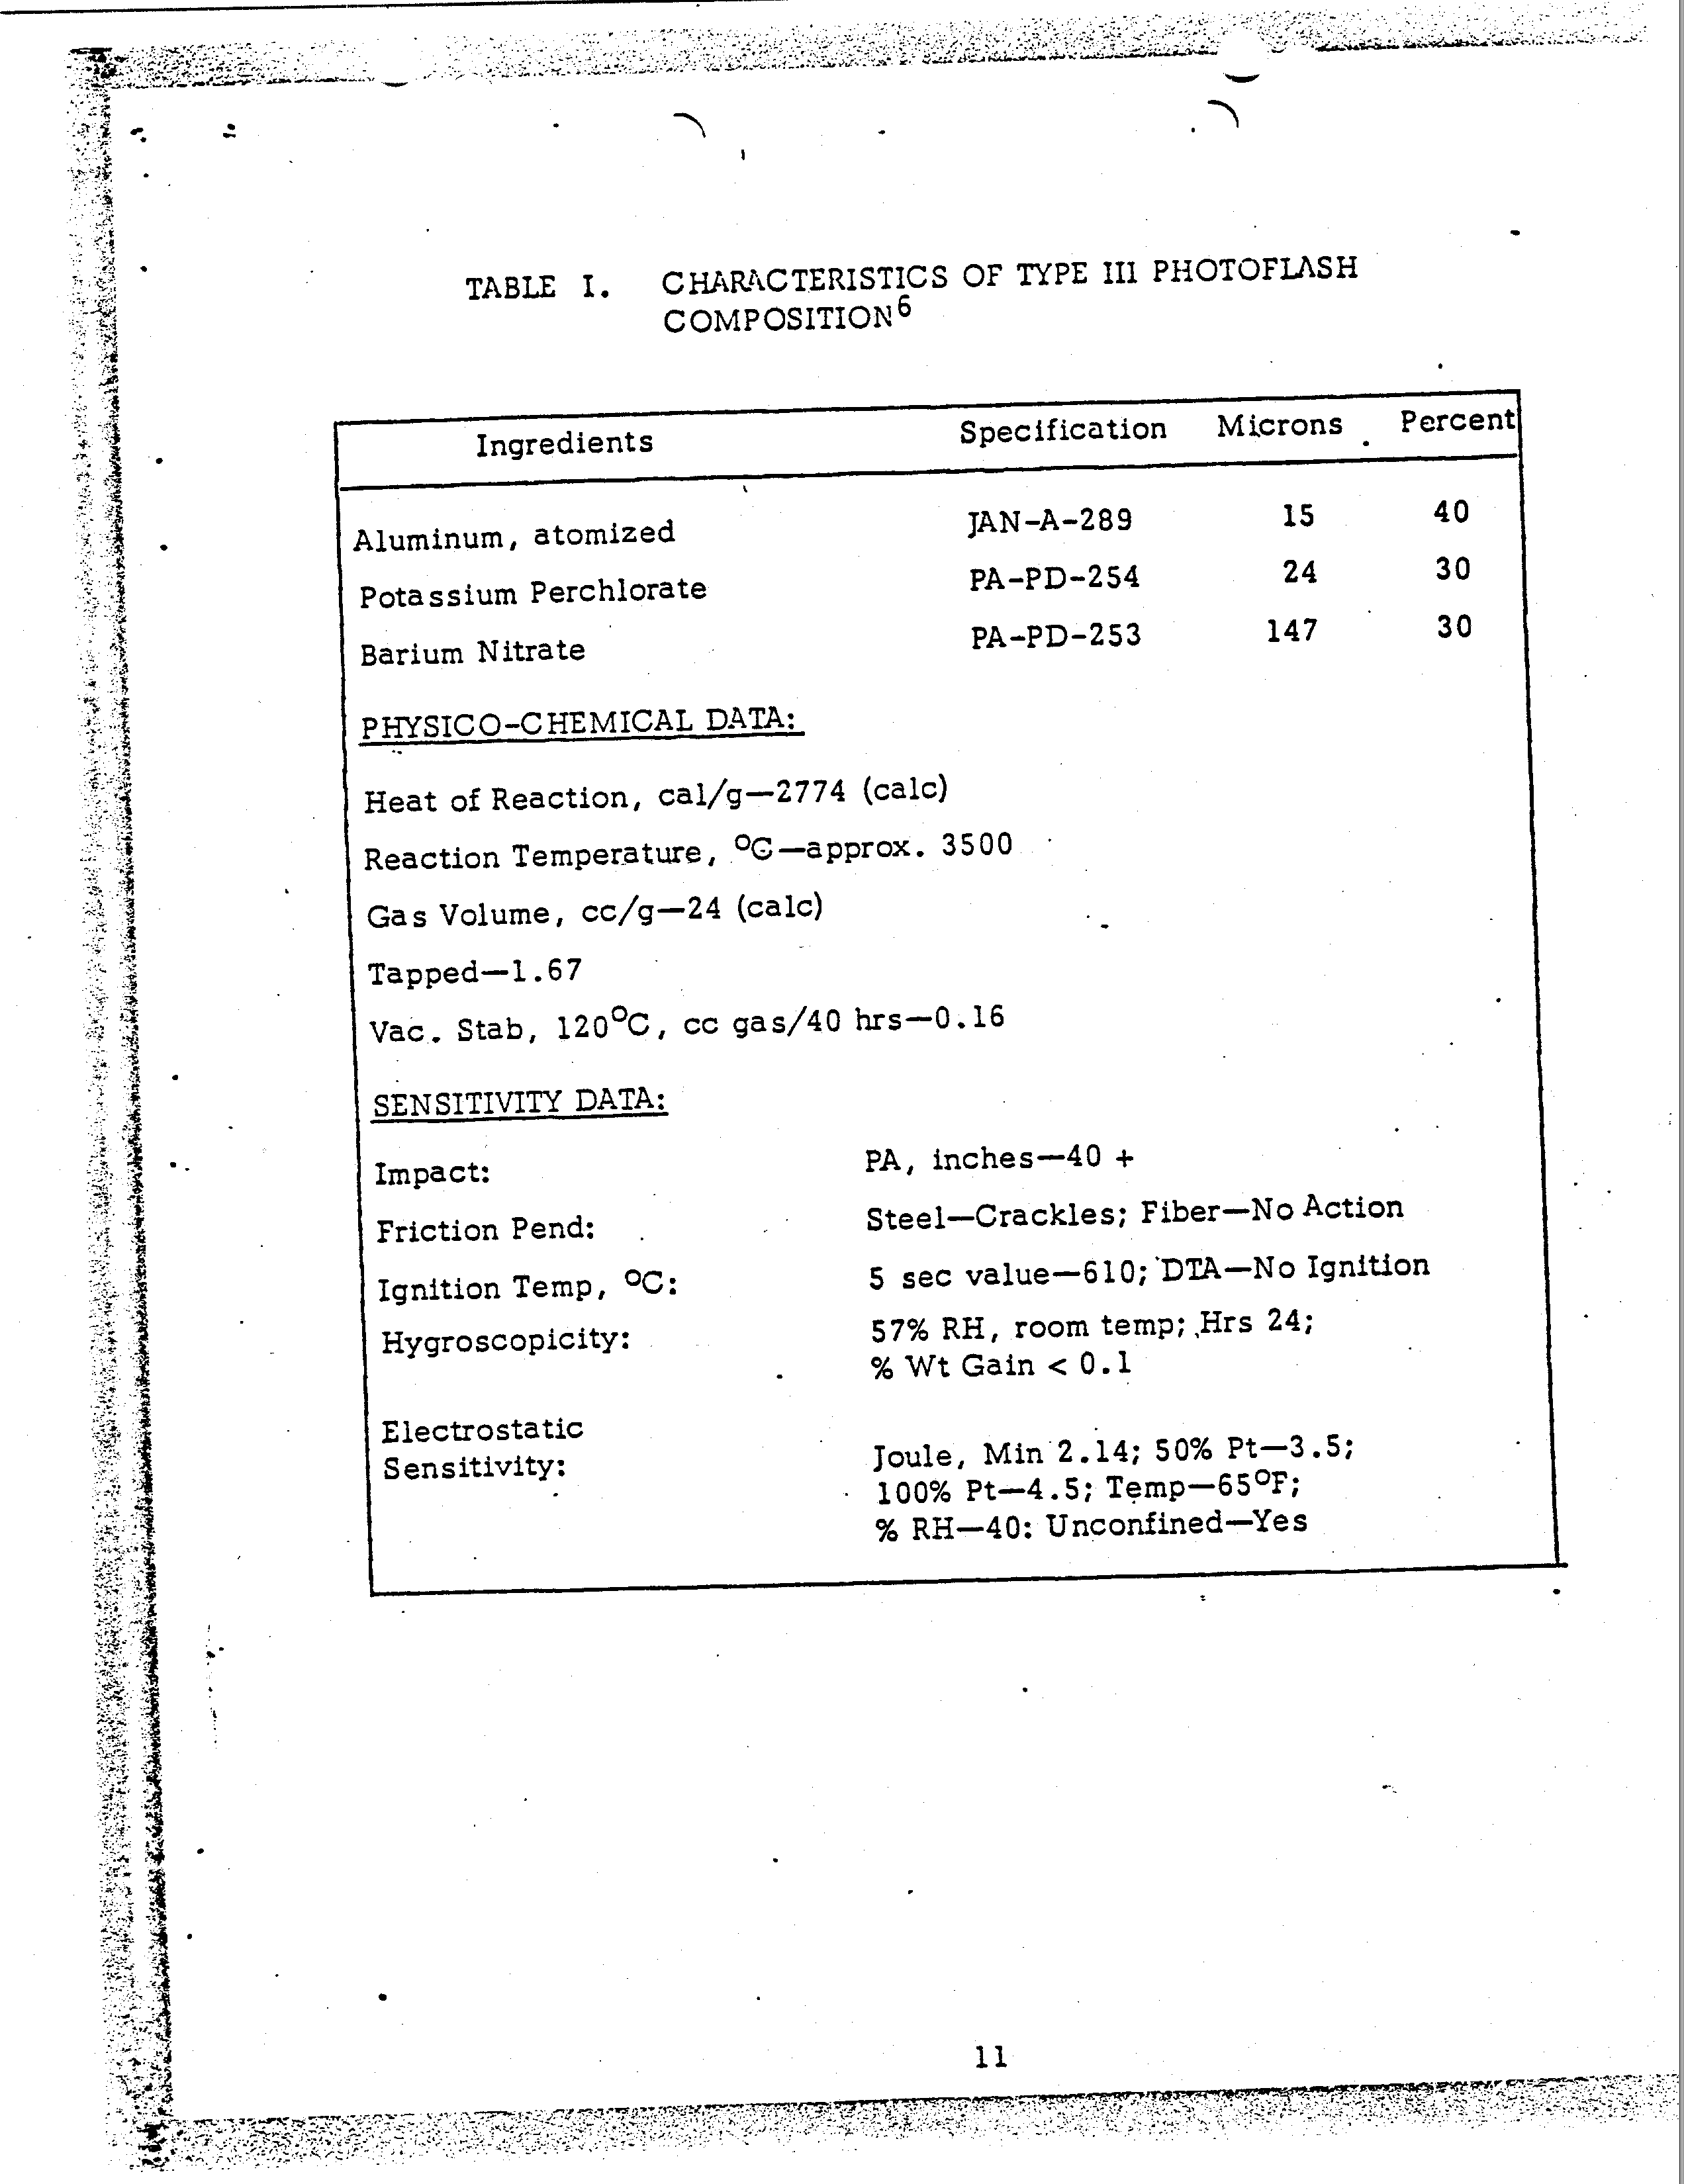 TABLE I. CHARACTERISTICS OF TYPE III PHOTOFLASH
COMPOSITION6
Ingredients Specification Microns Percent
Aluminum, atomized JAN-A-289 15 40
Potassium Perchlorate PA-PD-254 24 30
Barium Nitrate PA-PD-253 147 30
PHYSICO-CHEMICAL DATA:
Heat of Reaction, cal/g—2774 (calc)
Reaction Temperature, °C—approx. 3500
Gas Volume, cc/g—24 (calc)
Tapped—1.67
Vac. Stab, 120°C, cc gas/40 hrs—0.16
SENSITIVITY DATA:
Impact: PA, inches—40 +
Friction Pend: Steel—Crackles; Fiber—No Action
Ignition Temp, °C: 5 sec value—610; DTA—No Ignition
Hygroscopicity: 57% RH, room temp; Hrs 24;
% Wt Gain < 0.1
Electrostatic
Sensitivity: Joule, Min 2.14; 50% Pt—3.5;
100% Pt—4.5; Temp—65°F;
% RH—40: Unconfined—Yes
11